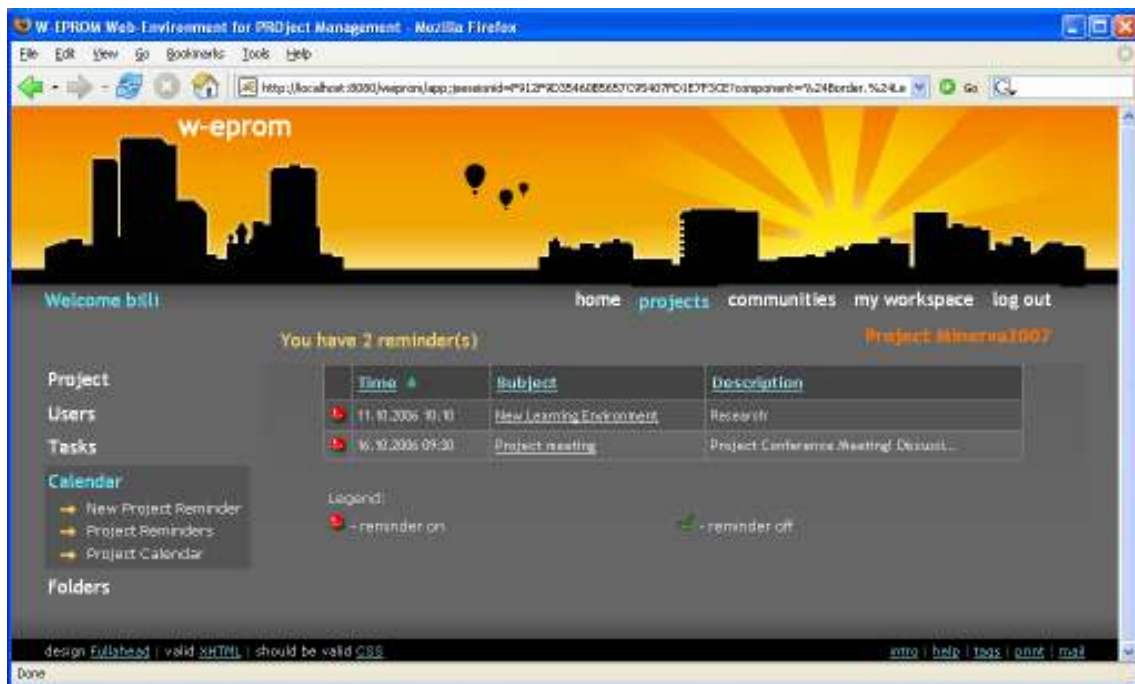 W-EPROM Web-Environment for PROject Management - Mozilla Firefox
File Edit View Go Bookmarks Tools Help
Go
w-eprom
Welcome billi
home projects communities my workspace log out
You have 2 reminder(s)
Project Minerva2007
Project
Users
Tasks
Calendar
New Project Reminder
Project Reminders
Project Calendar
Folders
Time Subject Description
11.10.2006 10:10 New Learning Environment Research
16.10.2006 09:30 Project meeting Project Conference Meeting!
Legend:
- reminder on - reminder off
design Fullahead | valid XHTML | should be valid CSS
intro | help | tags | print | mail
Done